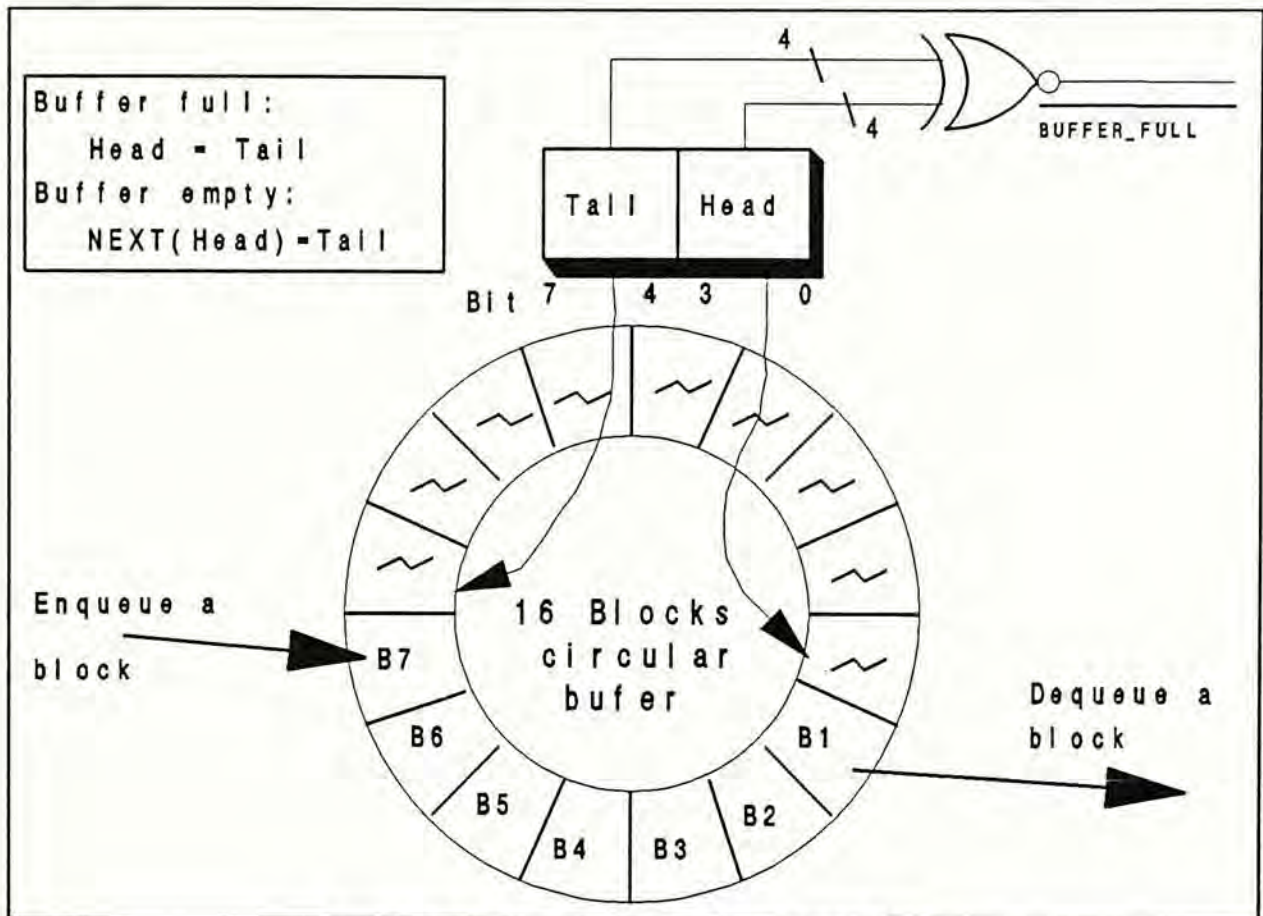 4
4
BUFFER_FULL
Buffer full:
Head = Tail
Buffer empty:
NEXT(Head)=Tail
Tail Head
Bit 7 4 3 0
Enqueue a
block
16 Blocks
circular
bufer
B7
B6
B5
B4
B3
B2
B1
Dequeue a
block